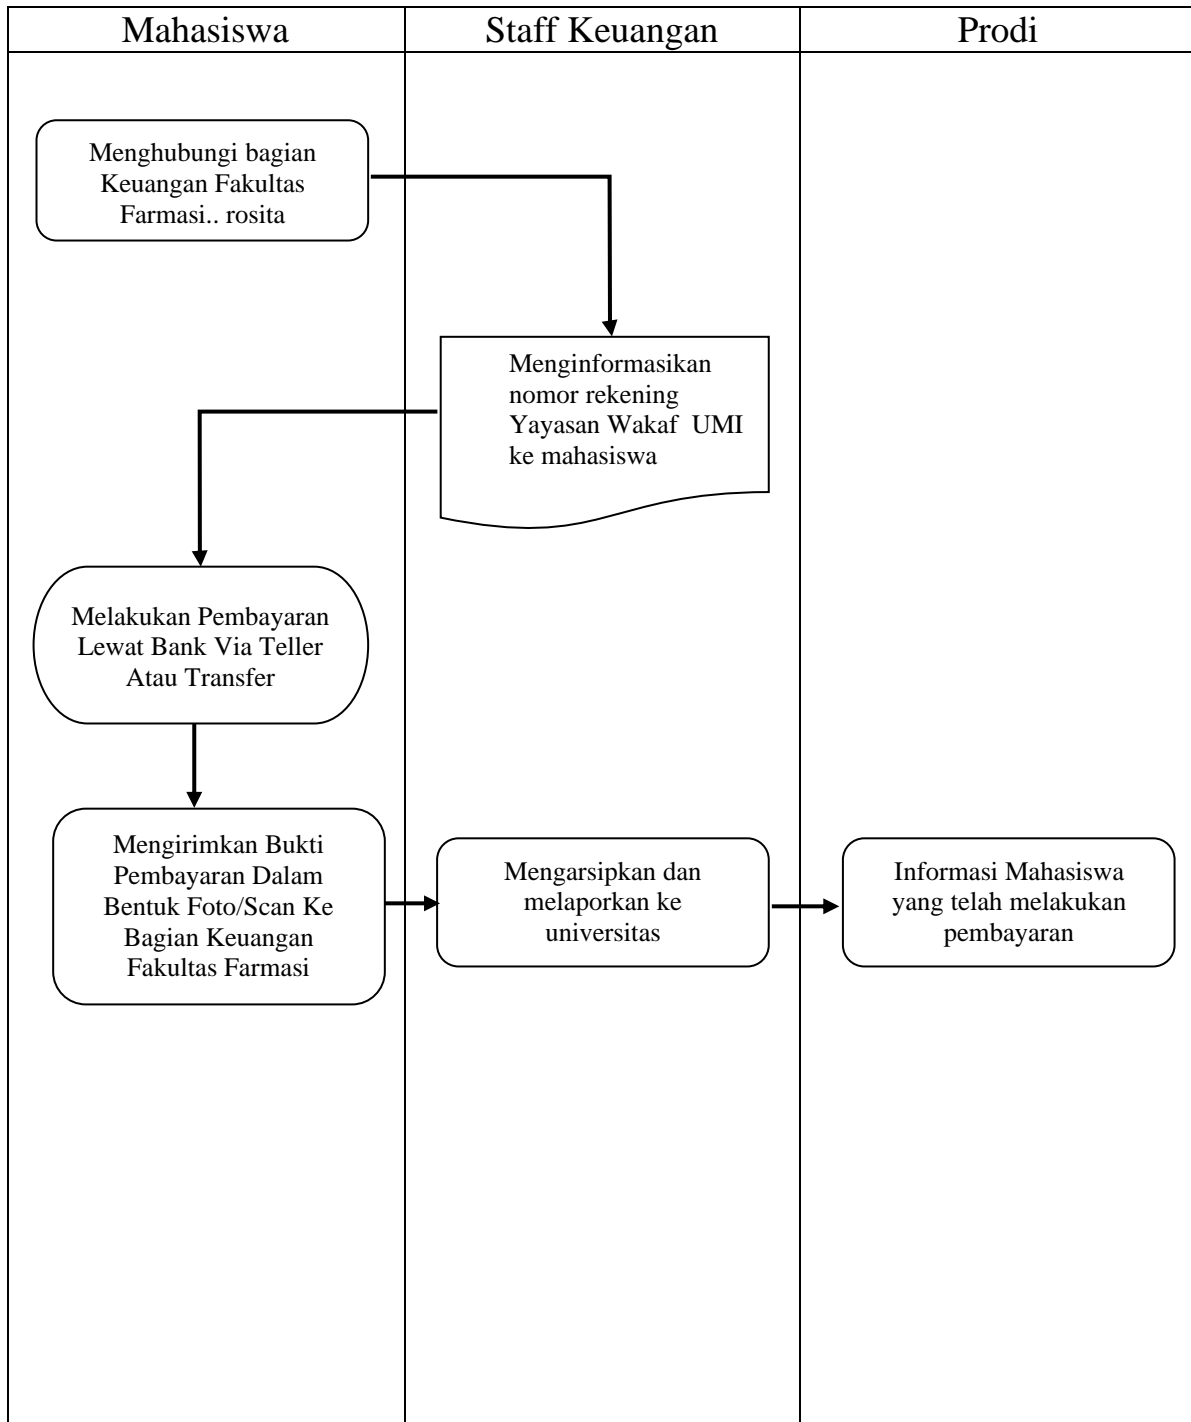 Mahasiswa
Staff Keuangan
Prodi
Menghubungi bagian
Keuangan Fakultas
Farmasi.. rosita
Menginformasikan
nomor rekening
Yayasan Wakaf  UMI
ke mahasiswa
Melakukan Pembayaran
Lewat Bank Via Teller
Atau Transfer
Mengirimkan Bukti
Pembayaran Dalam
Bentuk Foto/Scan Ke
Bagian Keuangan
Fakultas Farmasi
Mengarsipkan dan
melaporkan ke
universitas
Informasi Mahasiswa
yang telah melakukan
pembayaran